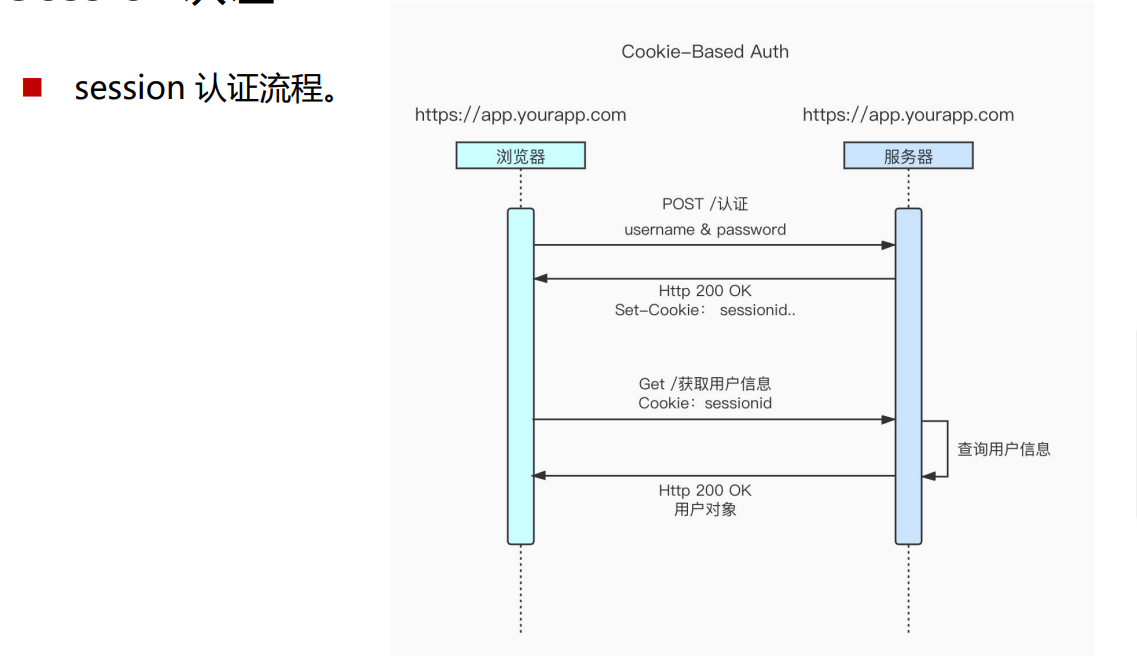 session 认证流程。
Cookie-Based Auth
https://app.yourapp.com
https://app.yourapp.com
浏览器
服务器
POST /认证
username & password
Http 200 OK
Set-Cookie: sessionid..
Get /获取用户信息
Cookie: sessionid
查询用户信息
Http 200 OK
用户对象